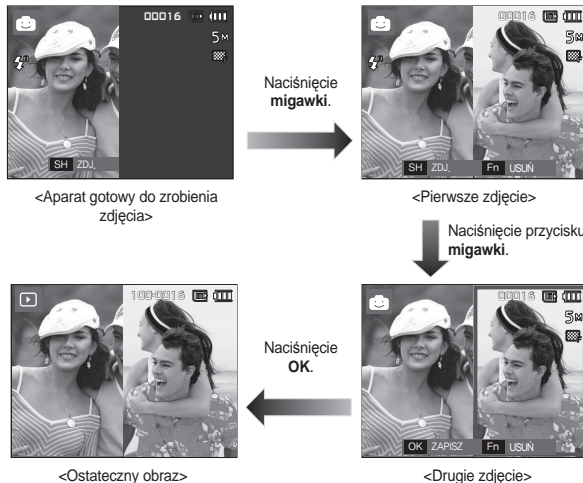 00016
5M
SH ZDJ.
<Aparat gotowy do zrobienia
zdjęcia>
Naciśnięcie
migawki.
00016
5M
SH ZDJ. Fn USUŃ
<Pierwsze zdjęcie>
Naciśnięcie przycisku
migawki.
00016
5M
OK ZAPISZ Fn USUŃ
<Drugie zdjęcie>
Naciśnięcie
OK.
100-0016
<Ostateczny obraz>